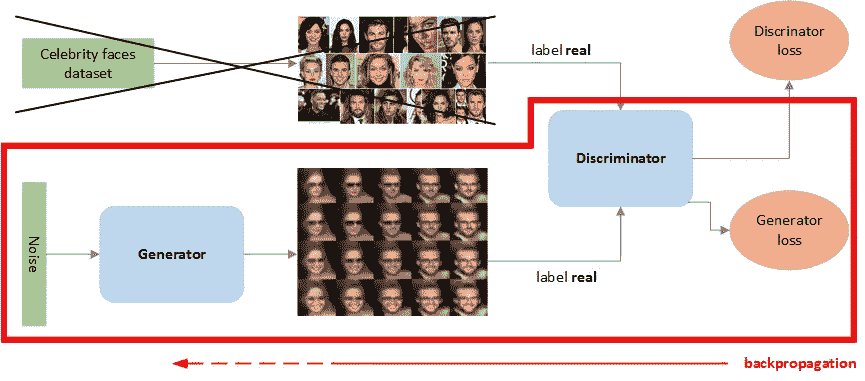 Celebrity faces
dataset
label real
Discrinator
loss
Discriminator
Noise
Generator
label real
Generator
loss
backpropagation